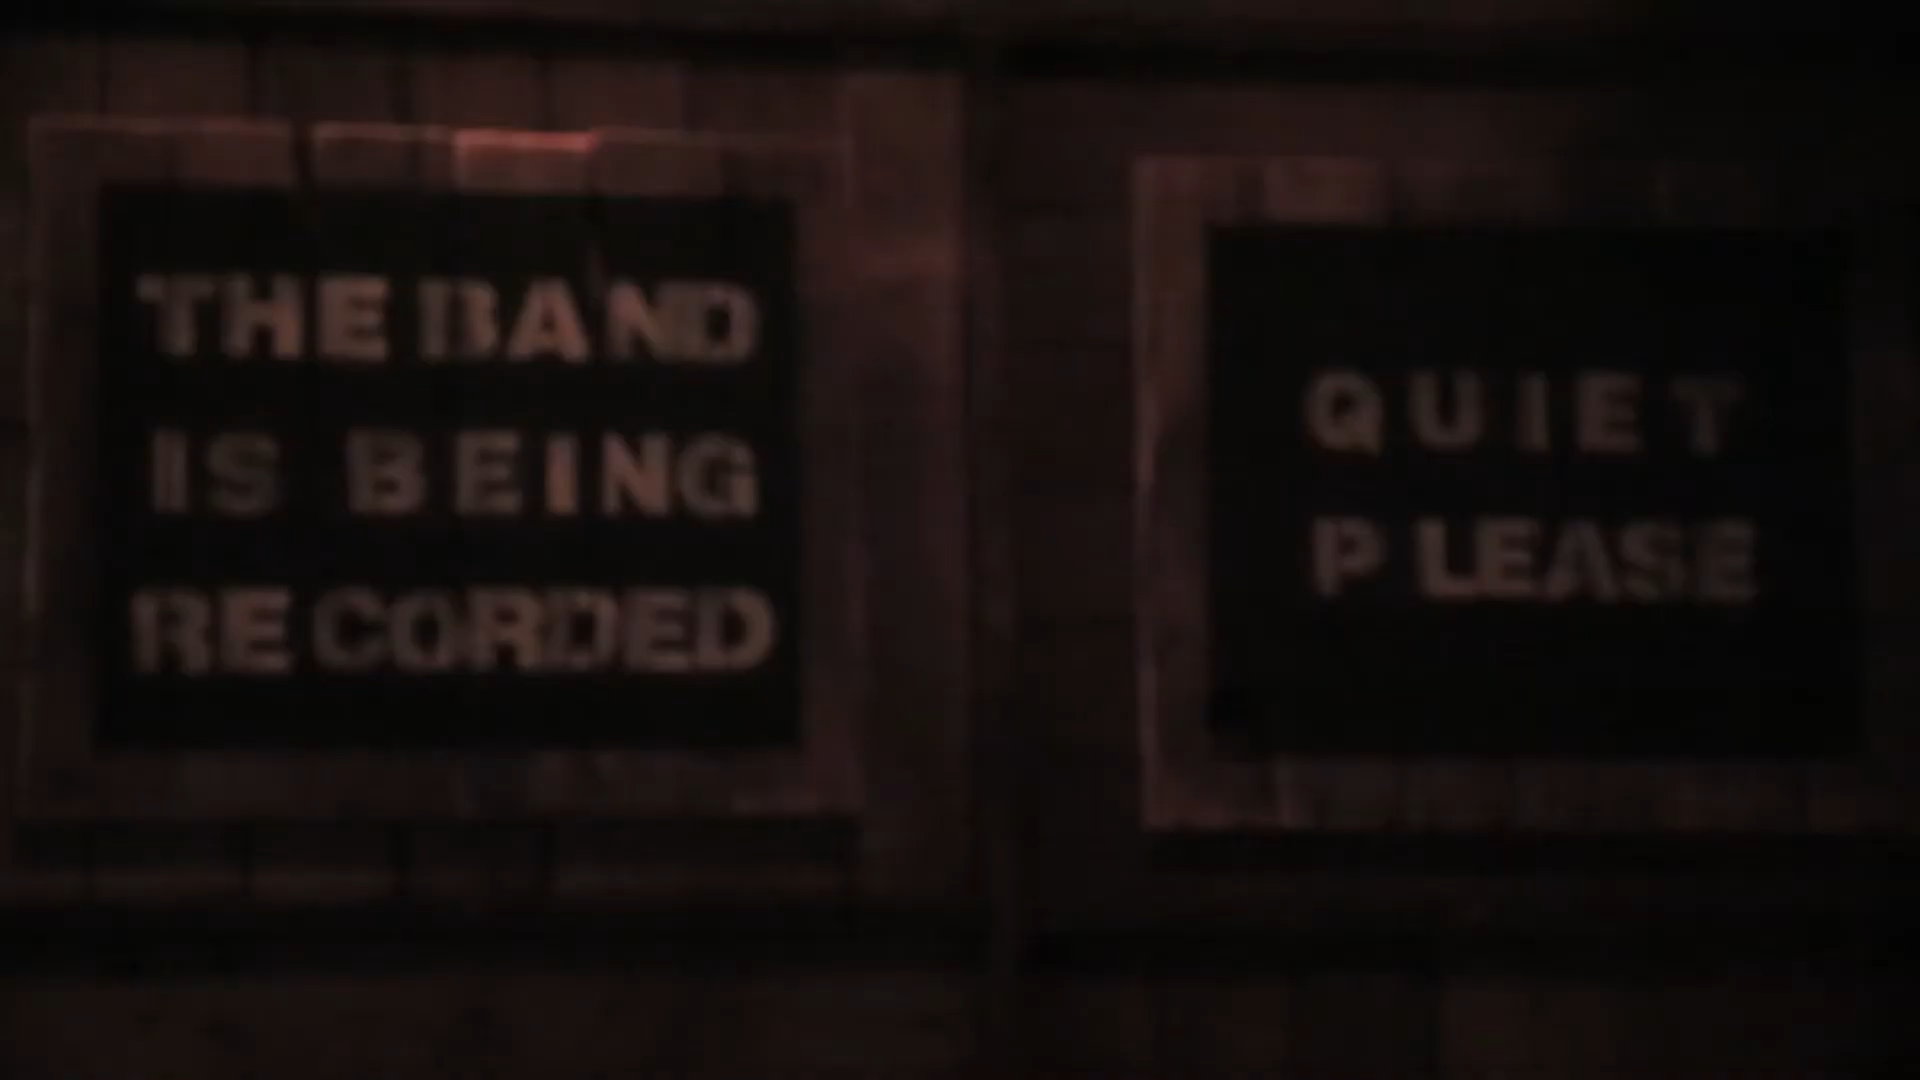 THE BAND
IS BEING
RECORDED
QUIET
PLEASE